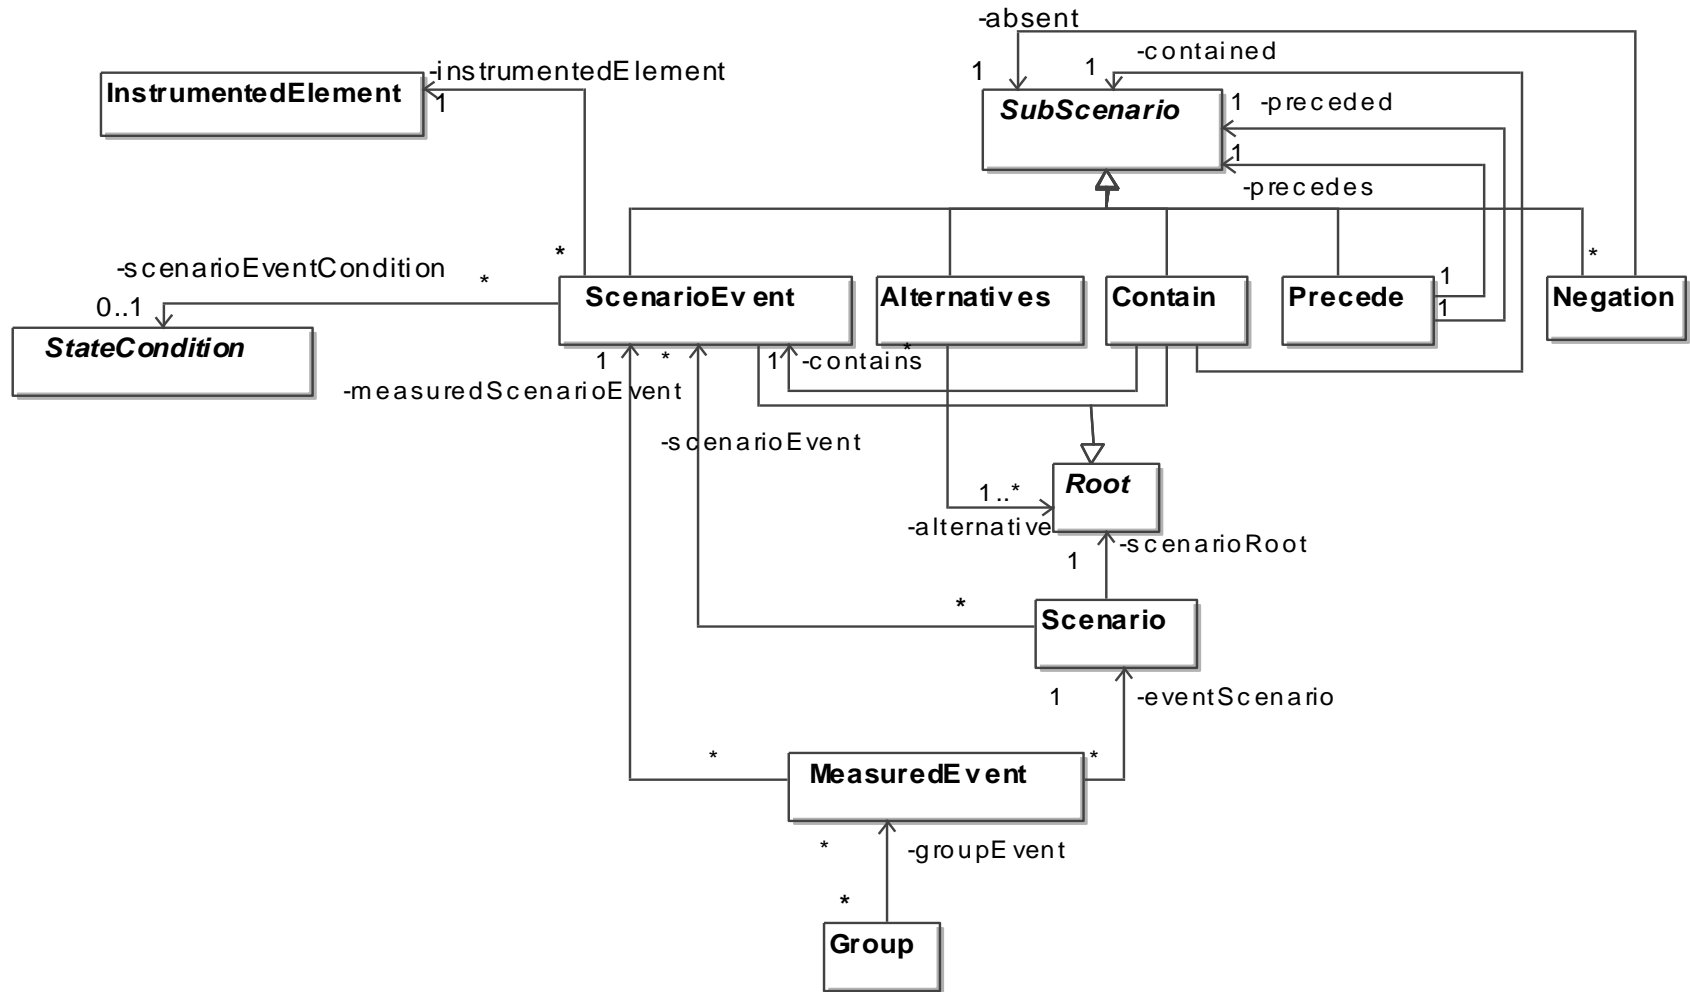 -absent
-contained
1
1
-instrumentedElement
InstrumentedElement
1
SubScenario
1 -preceded
1
-precedes
*
*
-scenarioEventCondition
*
0..1
ScenarioEvent
Alternatives
Contain
Precede
1
1
Negation
StateCondition
1
*
1
-contains
*
-measuredScenarioEvent
-scenarioEvent
Root
1..*
-alternative
-scenarioRoot
1
*
Scenario
1
-eventScenario
*
*
MeasuredEvent
*
-groupEvent
*
Group